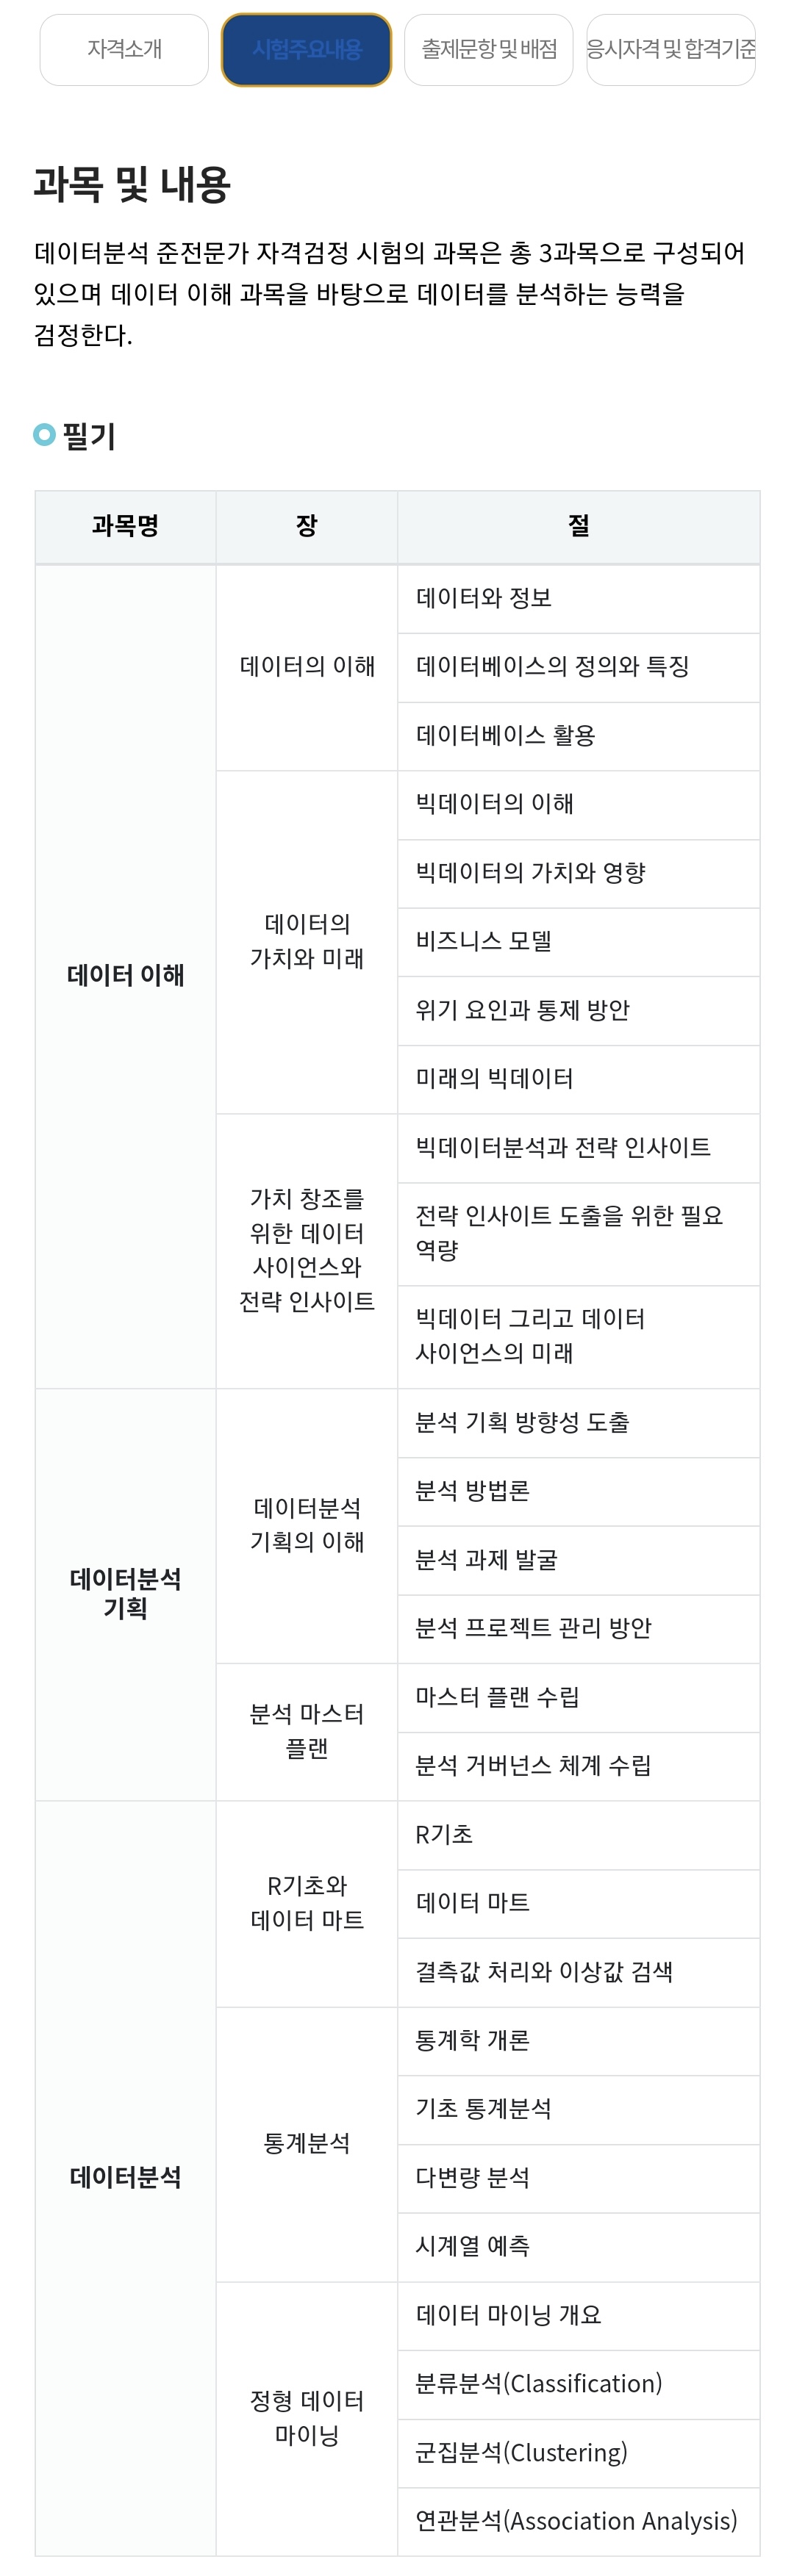 자격소개
시험주요내용
출제문항 및 배점
응시자격 및 합격기준
과목 및 내용
데이터분석 준전문가 자격검정 시험의 과목은 총 3과목으로 구성되어
있으며 데이터 이해 과목을 바탕으로 데이터를 분석하는 능력을
검정한다.
필기
과목명
장
절
데이터 이해
데이터의 이해
데이터와 정보
데이터베이스의 정의와 특징
데이터베이스 활용
데이터의
가치와 미래
빅데이터의 이해
빅데이터의 가치와 영향
비즈니스 모델
위기 요인과 통제 방안
미래의 빅데이터
가치 창조를
위한 데이터
사이언스와
전략 인사이트
빅데이터분석과 전략 인사이트
전략 인사이트 도출을 위한 필요
역량
빅데이터 그리고 데이터
사이언스의 미래
데이터분석
기획
데이터분석
기획의 이해
분석 기획 방향성 도출
분석 방법론
분석 과제 발굴
분석 프로젝트 관리 방안
분석 마스터
플랜
마스터 플랜 수립
분석 거버넌스 체계 수립
데이터분석
R기초와
데이터 마트
R기초
데이터 마트
결측값 처리와 이상값 검색
통계분석
통계학 개론
기초 통계분석
다변량 분석
시계열 예측
정형 데이터
마이닝
데이터 마이닝 개요
분류분석(Classification)
군집분석(Clustering)
연관분석(Association Analysis)